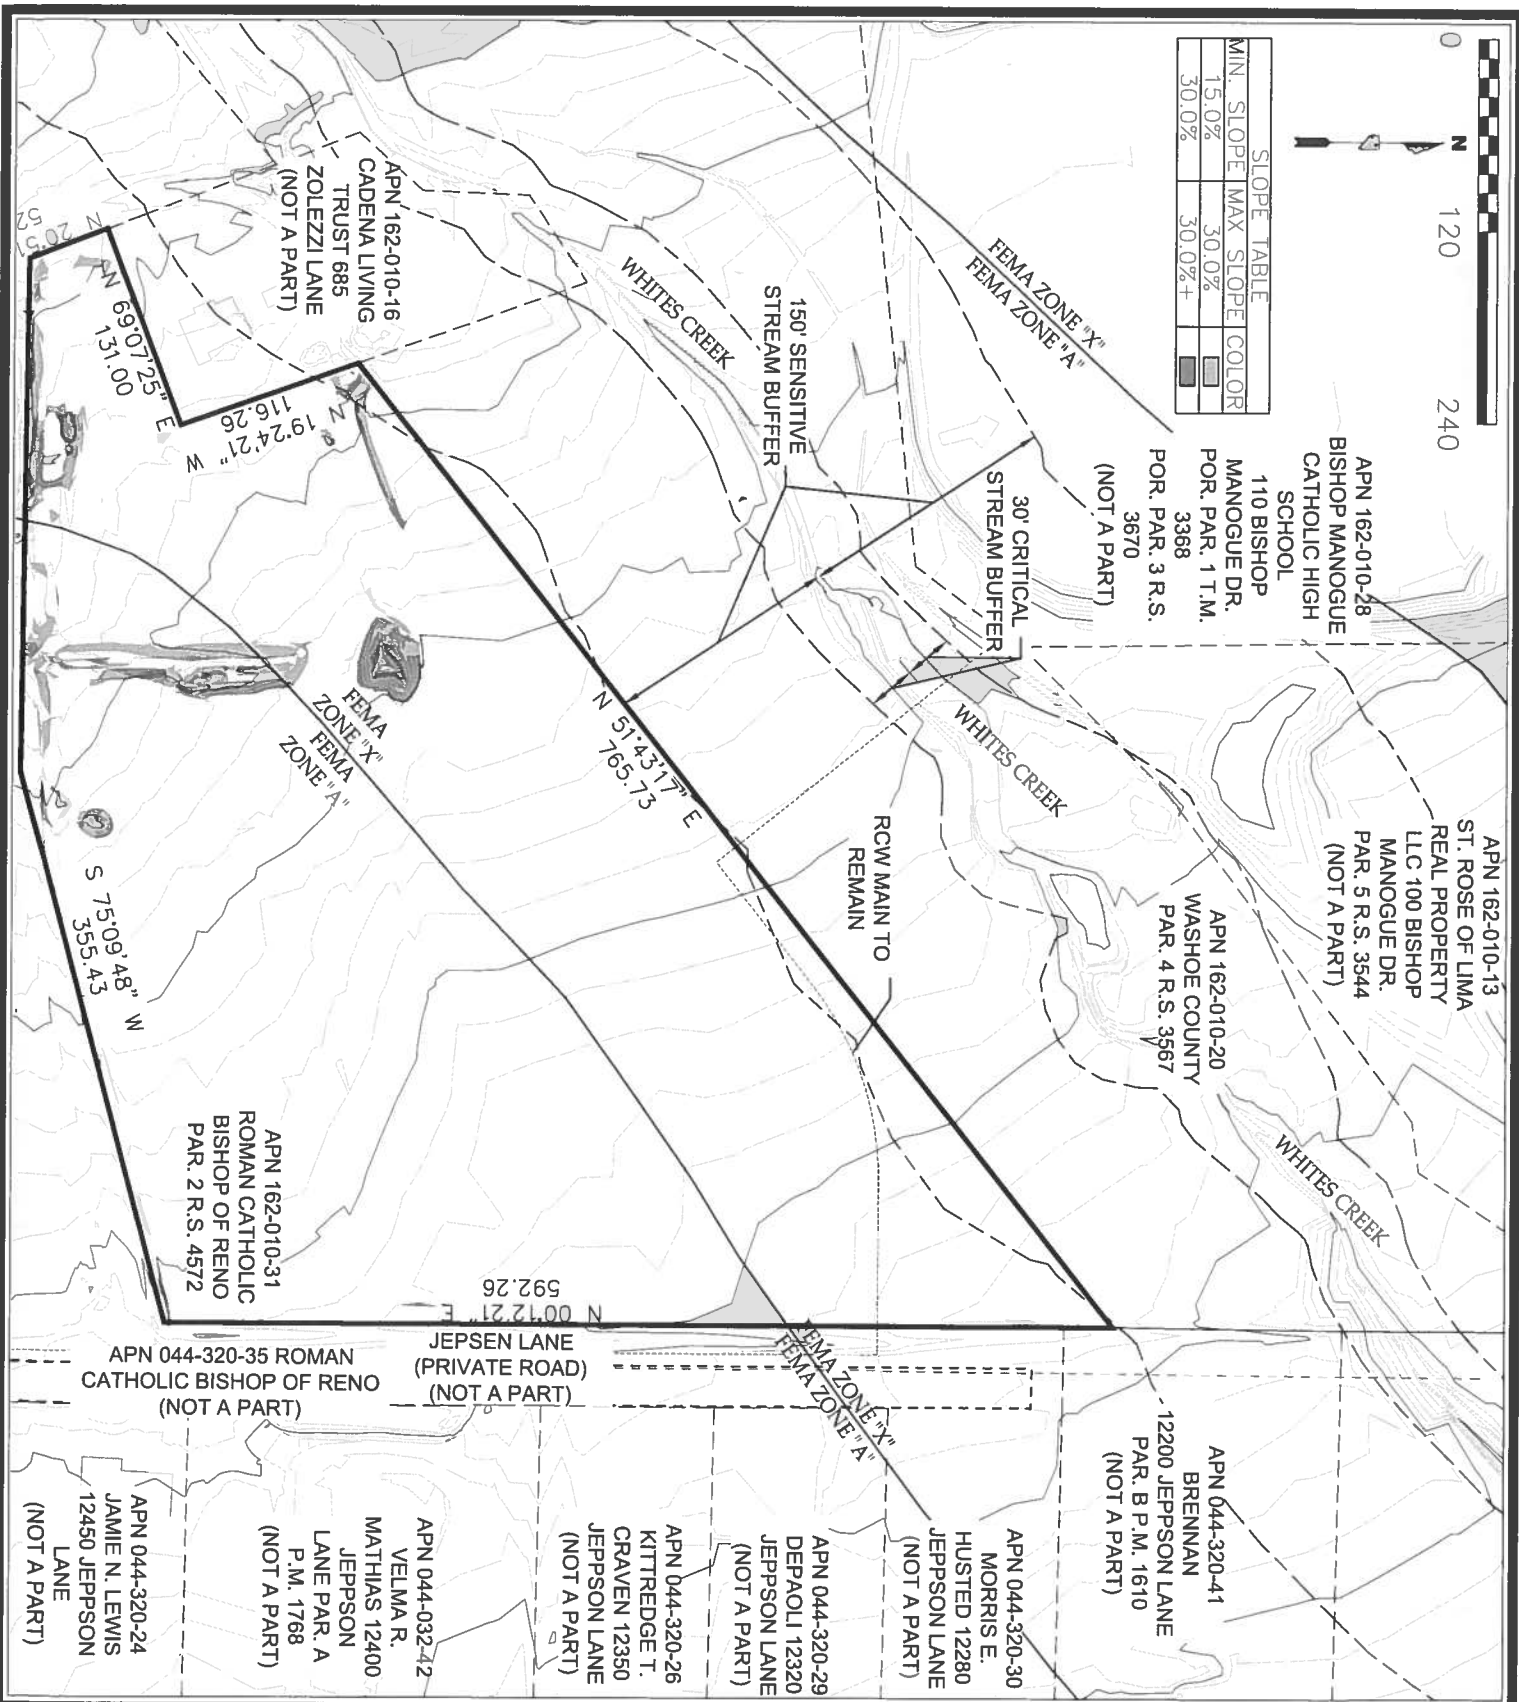 0
120
240
N
SLOPE TABLE
MIN. SLOPE MAX SLOPE COLOR
15.0% 30.0%
30.0% 30.0%+
APN 162-010-28
BISHOP MANOGUE
CATHOLIC HIGH
SCHOOL
110 BISHOP
MANOGUE DR.
POR. PAR. 1 T.M.
3368
POR. PAR. 3 R.S.
3670
(NOT A PART)
APN 162-010-13
ST. ROSE OF LIMA
REAL PROPERTY
LLC 100 BISHOP
MANOGUE DR.
PAR. 5 R.S. 3544
(NOT A PART)
FEMA ZONE "X"
FEMA ZONE "A"
150' SENSITIVE
STREAM BUFFER
30' CRITICAL
STREAM BUFFER
WHITES CREEK
WHITES CREEK
WHITES CREEK
APN 162-010-20
WASHOE COUNTY
PAR. 4 R.S. 3567
RCW MAIN TO
REMAIN
APN 162-010-16
CADENA LIVING
TRUST 685
ZOLEZZI LANE
(NOT A PART)
N 69°07'25" E
131.00
N 19°24'21" W
116.26
N 51°43'17" E
765.73
N 20°51
52
FEMA
ZONE "X"
FEMA
ZONE "A"
S 75°09'48" W
355.43
APN 162-010-31
ROMAN CATHOLIC
BISHOP OF RENO
PAR. 2 R.S. 4572
N 00°12'21" E
592.26
JEPSEN LANE
(PRIVATE ROAD)
(NOT A PART)
APN 044-320-35 ROMAN
CATHOLIC BISHOP OF RENO
(NOT A PART)
FEMA ZONE "X"
FEMA ZONE "A"
APN 044-320-41
BRENNAN
12200 JEPPSON LANE
PAR. B P.M. 1610
(NOT A PART)
APN 044-320-30
MORRIS E.
HUSTED 12280
JEPPSON LANE
(NOT A PART)
APN 044-320-29
DEPAOLI 12320
JEPPSON LANE
(NOT A PART)
APN 044-320-26
KITTREDGE T.
CRAVEN 12350
JEPPSON LANE
(NOT A PART)
APN 044-032-42
VELMA R.
MATHIAS 12400
JEPPSON
LANE PAR. A
P.M. 1768
(NOT A PART)
APN 044-320-24
JAMIE N. LEWIS
12450 JEPPSON
LANE
(NOT A PART)